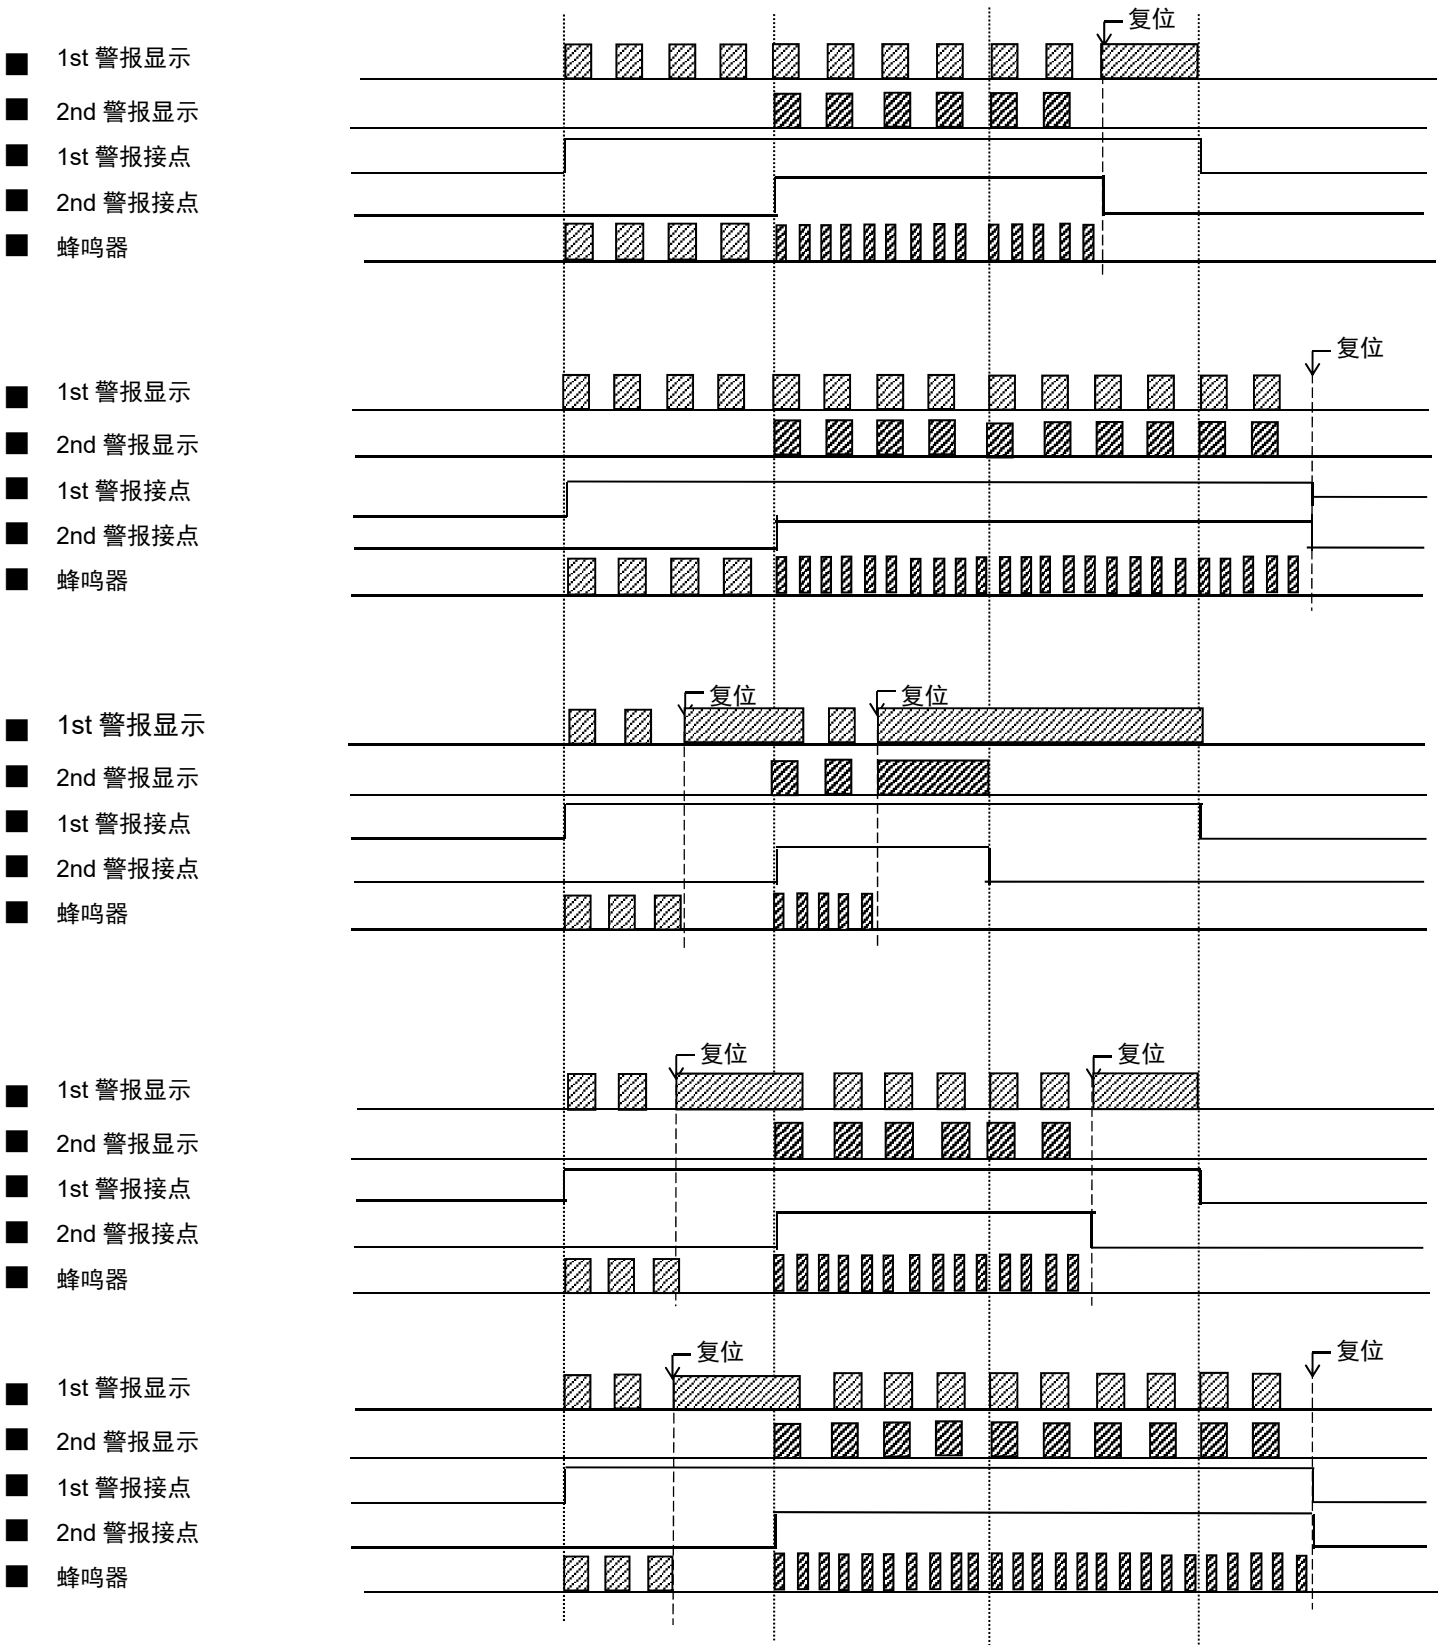 复位
■ 1st 警报显示
■ 2nd 警报显示
■ 1st 警报接点
■ 2nd 警报接点
■ 蜂鸣器
复位
■ 1st 警报显示
■ 2nd 警报显示
■ 1st 警报接点
■ 2nd 警报接点
■ 蜂鸣器
复位 复位
■ 1st 警报显示
■ 2nd 警报显示
■ 1st 警报接点
■ 2nd 警报接点
■ 蜂鸣器
复位 复位
■ 1st 警报显示
■ 2nd 警报显示
■ 1st 警报接点
■ 2nd 警报接点
■ 蜂鸣器
复位 复位
■ 1st 警报显示
■ 2nd 警报显示
■ 1st 警报接点
■ 2nd 警报接点
■ 蜂鸣器